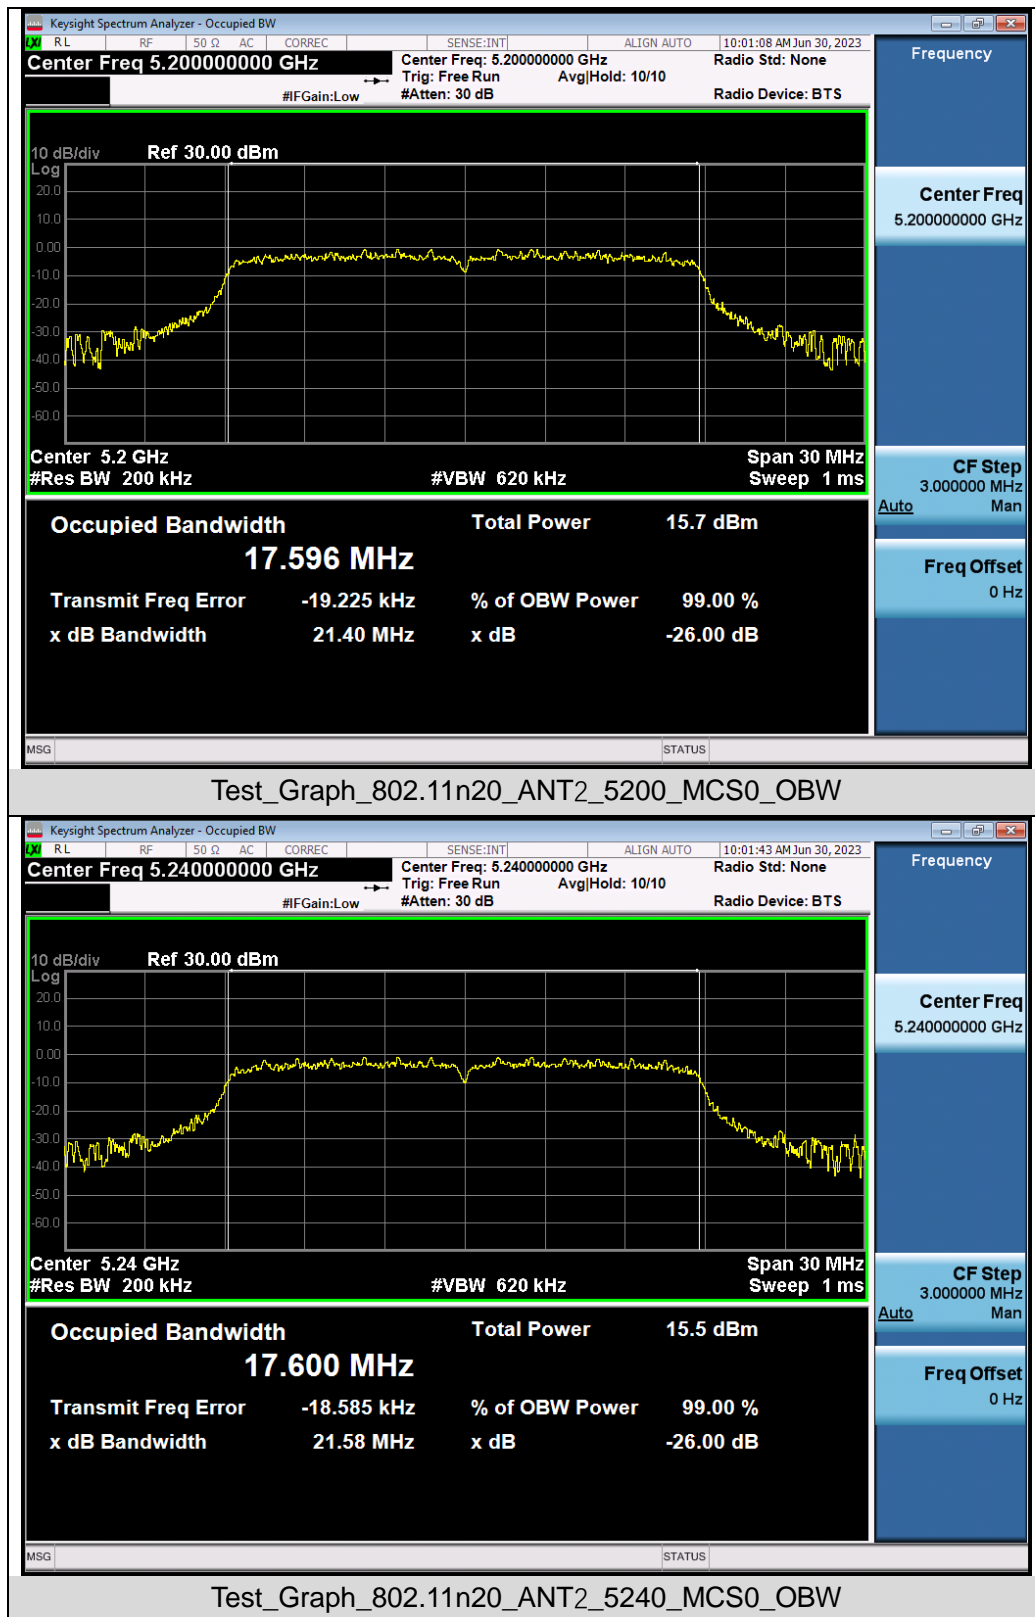 Keysight Spectrum Analyzer - Occupied BW
LXI RL RF 50 Ω AC CORREC SENSE:INT ALIGN AUTO 10:01:08 AM Jun 30, 2023
Center Freq 5.200000000 GHz Center Freq: 5.200000000 GHz Radio Std: None
Trig: Free Run Avg|Hold: 10/10
#IFGain:Low #Atten: 30 dB Radio Device: BTS
Frequency
10 dB/div Ref 30.00 dBm
Log
20.0
10.0
0.00
-10.0
-20.0
-30.0
-40.0
-50.0
-60.0
Center 5.2 GHz Span 30 MHz
#Res BW 200 kHz #VBW 620 kHz Sweep 1 ms
Center Freq
5.200000000 GHz
CF Step
3.000000 MHz
Auto Man
Freq Offset
0 Hz
Occupied Bandwidth Total Power 15.7 dBm
17.596 MHz
Transmit Freq Error -19.225 kHz % of OBW Power 99.00 %
x dB Bandwidth 21.40 MHz x dB -26.00 dB
MSG STATUS
Test_Graph_802.11n20_ANT2_5200_MCS0_OBW
Keysight Spectrum Analyzer - Occupied BW
LXI RL RF 50 Ω AC CORREC SENSE:INT ALIGN AUTO 10:01:43 AM Jun 30, 2023
Center Freq 5.240000000 GHz Center Freq: 5.240000000 GHz Radio Std: None
Trig: Free Run Avg|Hold: 10/10
#IFGain:Low #Atten: 30 dB Radio Device: BTS
Frequency
10 dB/div Ref 30.00 dBm
Log
20.0
10.0
0.00
-10.0
-20.0
-30.0
-40.0
-50.0
-60.0
Center 5.24 GHz Span 30 MHz
#Res BW 200 kHz #VBW 620 kHz Sweep 1 ms
Center Freq
5.240000000 GHz
CF Step
3.000000 MHz
Auto Man
Freq Offset
0 Hz
Occupied Bandwidth Total Power 15.5 dBm
17.600 MHz
Transmit Freq Error -18.585 kHz % of OBW Power 99.00 %
x dB Bandwidth 21.58 MHz x dB -26.00 dB
MSG STATUS
Test_Graph_802.11n20_ANT2_5240_MCS0_OBW